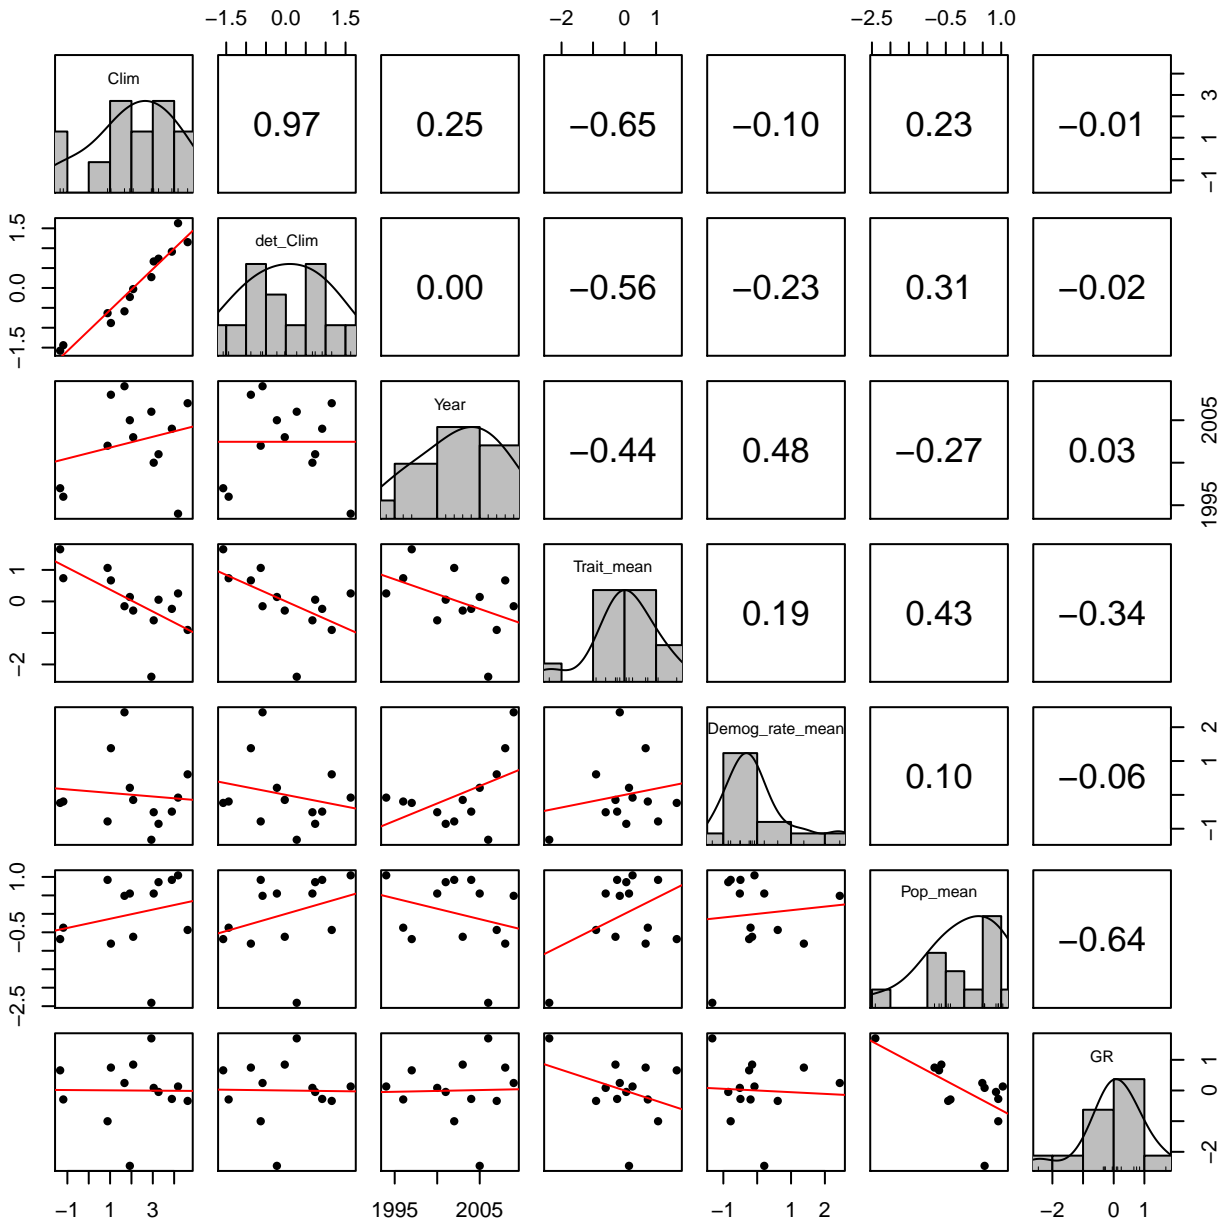 −1.5 0.0 1.5 −2 0 1 −2.5 −0.5 1.0
Clim 0.97 0.25 −0.65 −0.10 0.23 −0.01 −1 1 3
−1.5 0.0 1.5 det_Clim 0.00 −0.56 −0.23 0.31 −0.02
Year −0.44 0.48 −0.27 0.03 1995 2005
−2 0 1 Trait_mean 0.19 0.43 −0.34
Demog_rate_mean 0.10 −0.06 −1 1 2
−2.5 −0.5 1.0 Pop_mean −0.64
GR −2 0 1
−1 1 3 1995 2005 −1 1 2 −2 0 1